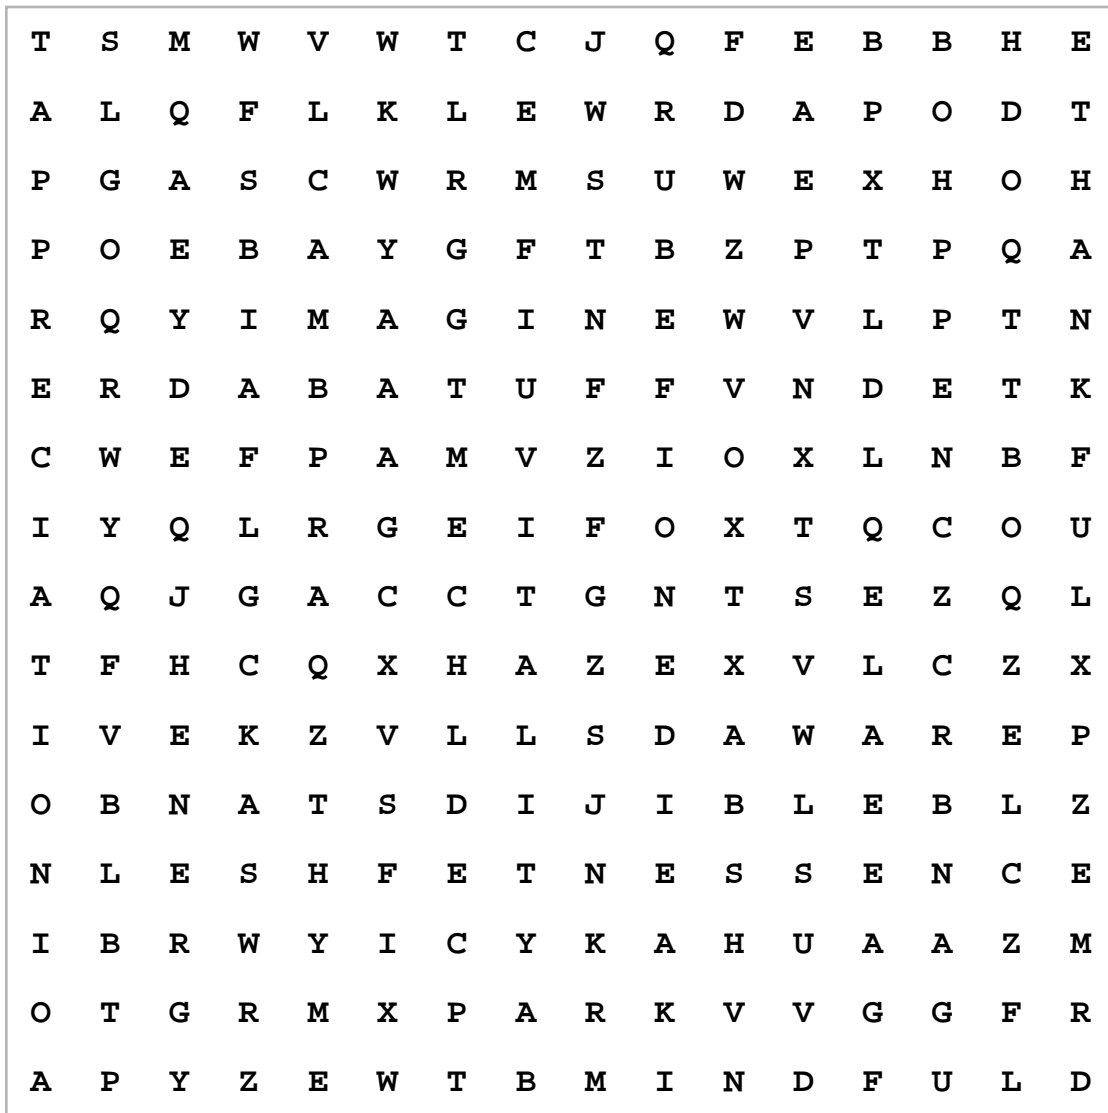 T S M W V W T C J Q F E B B H E
A L Q F L K L E W R D A P O D T
P G A S C W R M S U W E X H O H
P O E B A Y G F T B Z P T P Q A
R Q Y I M A G I N E W V L P T N
E R D A B A T U F F V N D E T K
C W E F P A M V Z I O X L N B F
I Y Q L R G E I F O X T Q C O U
A Q J G A C C T G N T S E Z Q L
T F H C Q X H A Z E X V L C Z X
I V E K Z V L L S D A W A R E P
O B N A T S D I J I B L E B L Z
N L E S H F E T N E S S E N C E
I B R W Y I C Y K A H U A A Z M
O T G R M X P A R K V V G G F R
A P Y Z E W T B M I N D F U L D